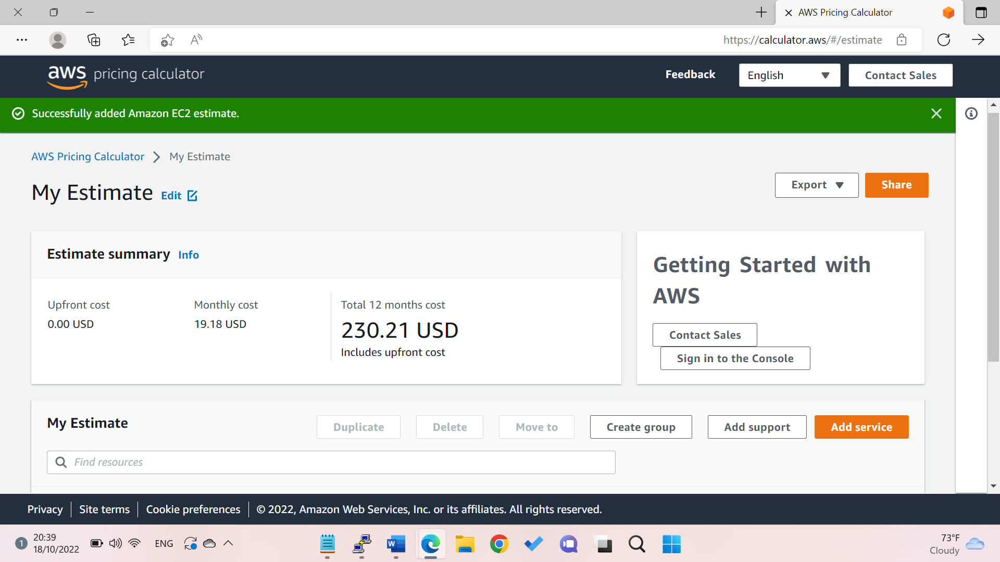 AWS Pricing Calculator
https://calculator.aws/#/estimate
aws pricing calculator
Feedback
English
Contact Sales
Successfully added Amazon EC2 estimate.
AWS Pricing Calculator
My Estimate
My Estimate Edit
Export
Share
Estimate summary Info
Upfront cost
0.00 USD
Monthly cost
19.18 USD
Total 12 months cost
230.21 USD
Includes upfront cost
Getting Started with
AWS
Contact Sales
Sign in to the Console
My Estimate
Duplicate
Delete
Move to
Create group
Add support
Add service
Find resources
Privacy
Site terms
Cookie preferences
© 2022, Amazon Web Services, Inc. or its affiliates. All rights reserved.
1
20:39
18/10/2022
ENG
W
73°F
Cloudy